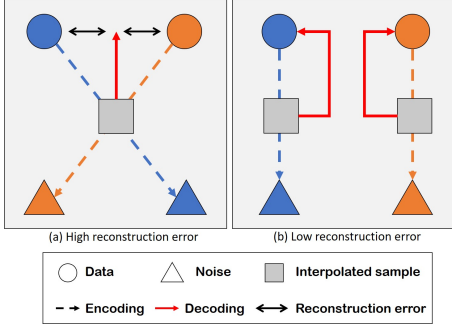 (a) High reconstruction error (b) Low reconstruction error
Data Noise Interpolated sample
Encoding Decoding Reconstruction error